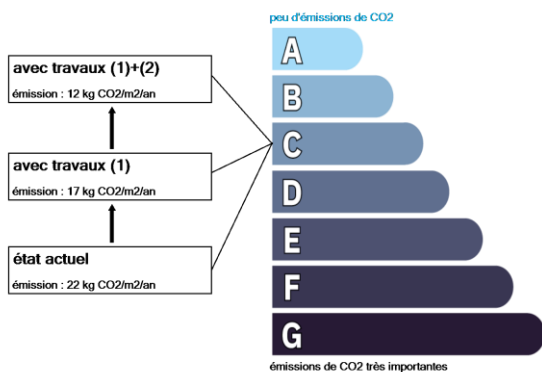 peu d'émissions de CO2
avec travaux (1)+(2)
émission : 12 kg CO2/m2/an
avec travaux (1)
émission : 17 kg CO2/m2/an
état actuel
émission : 22 kg CO2/m2/an
A
B
C
D
E
F
G
émissions de CO2 très importantes